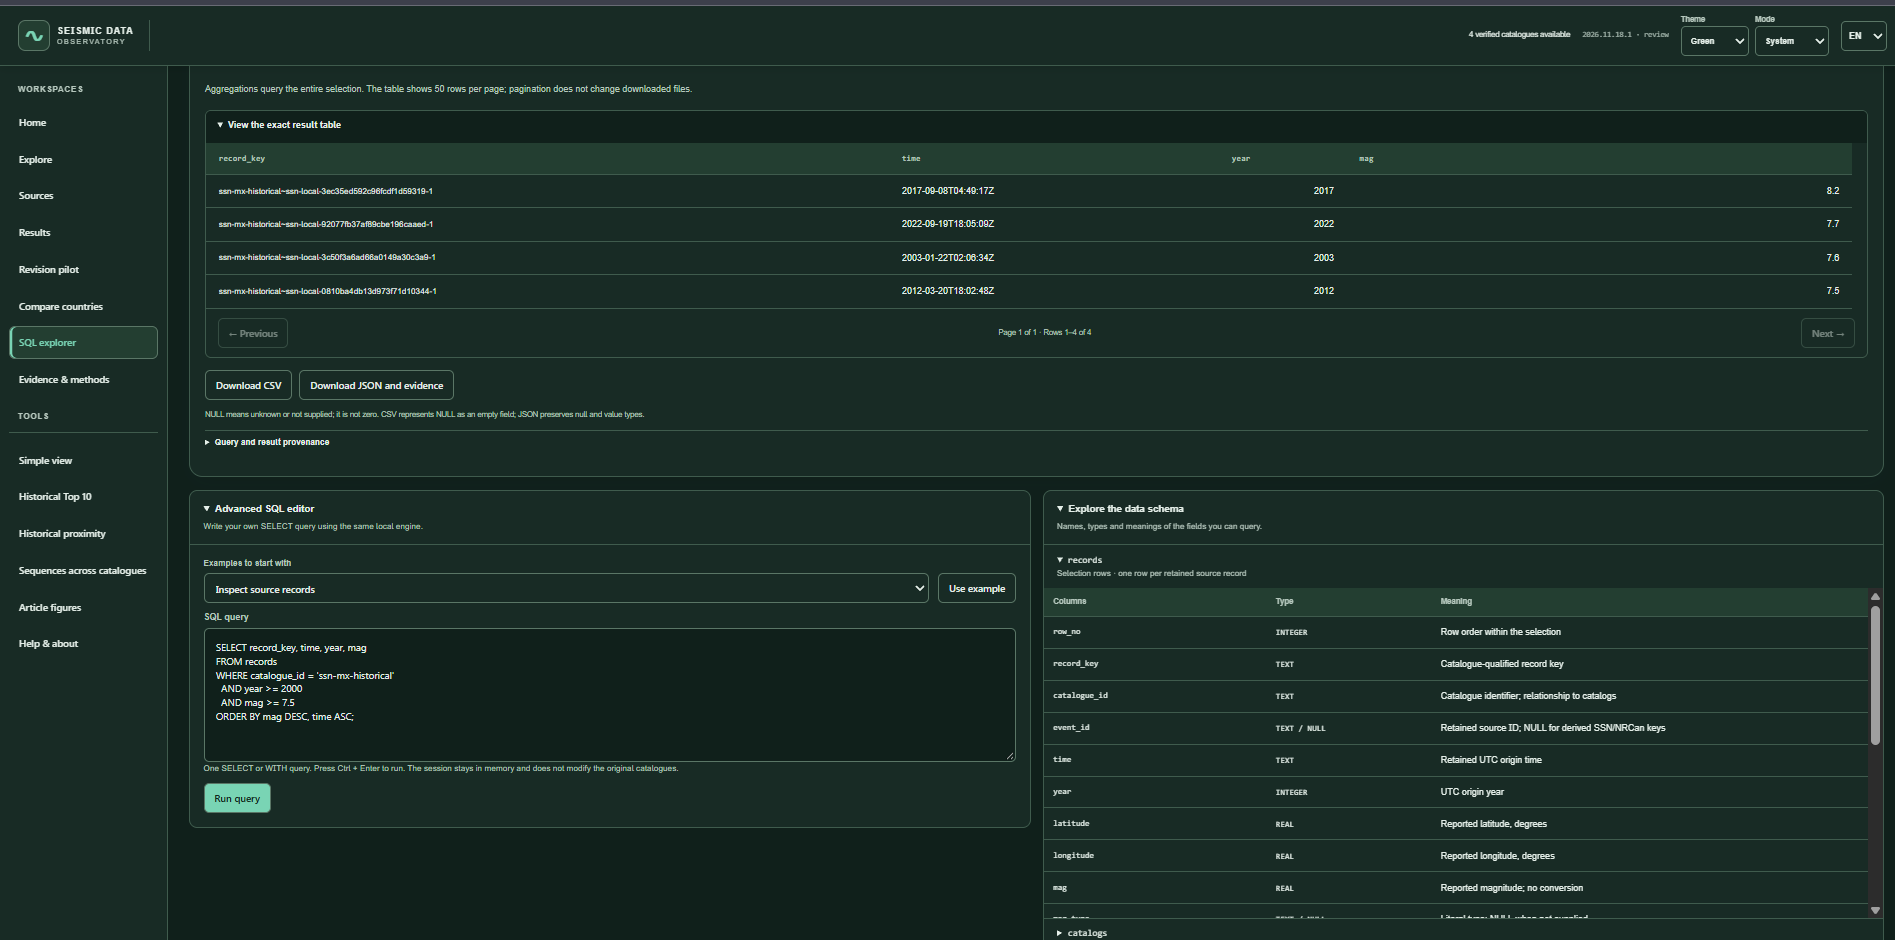 SEISMIC DATA
OBSERVATORY
4 verified catalogues available
2026.11.18.1 · review
Theme
Green
Mode
System
EN
WORKSPACES
Home
Explore
Sources
Results
Revision pilot
Compare countries
SQL explorer
Evidence & methods
TOOLS
Simple view
Historical Top 10
Historical proximity
Sequences across catalogues
Article figures
Help & about
Aggregations query the entire selection. The table shows 50 rows per page; pagination does not change downloaded files.
▼ View the exact result table
record_key time year mag
ssn-mx-historical~ssn-local-3ec35ed592c96fcdf1d59319-1 2017-09-08T04:49:17Z 2017 8.2
ssn-mx-historical~ssn-local-92077fb37af89cbe196caaed-1 2022-09-19T18:05:09Z 2022 7.7
ssn-mx-historical~ssn-local-3c50f3a6ad66a0149a30c3a9-1 2003-01-22T02:06:34Z 2003 7.6
ssn-mx-historical~ssn-local-0810ba4db13d973f71d10344-1 2012-03-20T18:02:48Z 2012 7.5
← Previous
Page 1 of 1 · Rows 1–4 of 4
Next →
Download CSV
Download JSON and evidence
NULL means unknown or not supplied; it is not zero. CSV represents NULL as an empty field; JSON preserves null and value types.
▶ Query and result provenance
▼ Advanced SQL editor
Write your own SELECT query using the same local engine.
Examples to start with
Inspect source records
Use example
SQL query
SELECT record_key, time, year, mag
FROM records
WHERE catalogue_id = 'ssn-mx-historical'
AND year >= 2000
AND mag >= 7.5
ORDER BY mag DESC, time ASC;
One SELECT or WITH query. Press Ctrl + Enter to run. The session stays in memory and does not modify the original catalogues.
Run query
▼ Explore the data schema
Names, types and meanings of the fields you can query.
▼ records
Selection rows · one row per retained source record
Columns Type Meaning
row_no INTEGER Row order within the selection
record_key TEXT Catalogue-qualified record key
catalogue_id TEXT Catalogue identifier; relationship to catalogs
event_id TEXT / NULL Retained source ID; NULL for derived SSN/NRCan keys
time TEXT Retained UTC origin time
year INTEGER UTC origin year
latitude REAL Reported latitude, degrees
longitude REAL Reported longitude, degrees
mag REAL Reported magnitude; no conversion
▶ catalogs